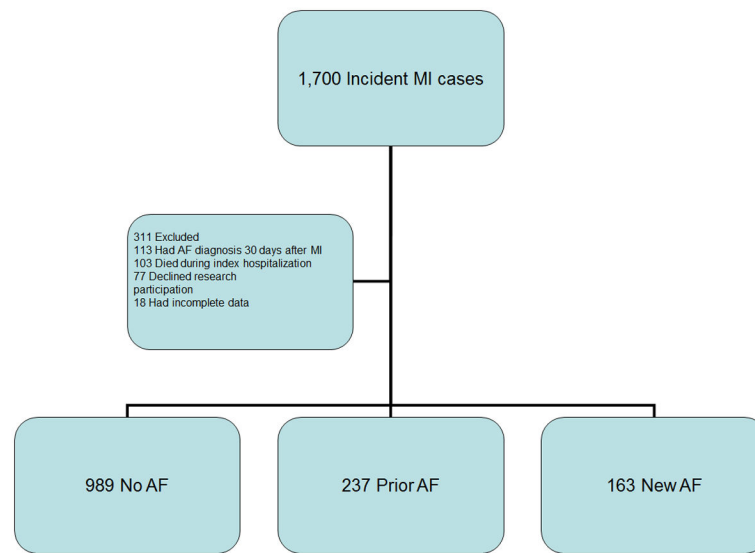 1,700 Incident MI cases
311 Excluded
113 Had AF diagnosis 30 days after MI
103 Died during index hospitalization
77 Declined research
participation
18 Had incomplete data
989 No AF
237 Prior AF
163 New AF